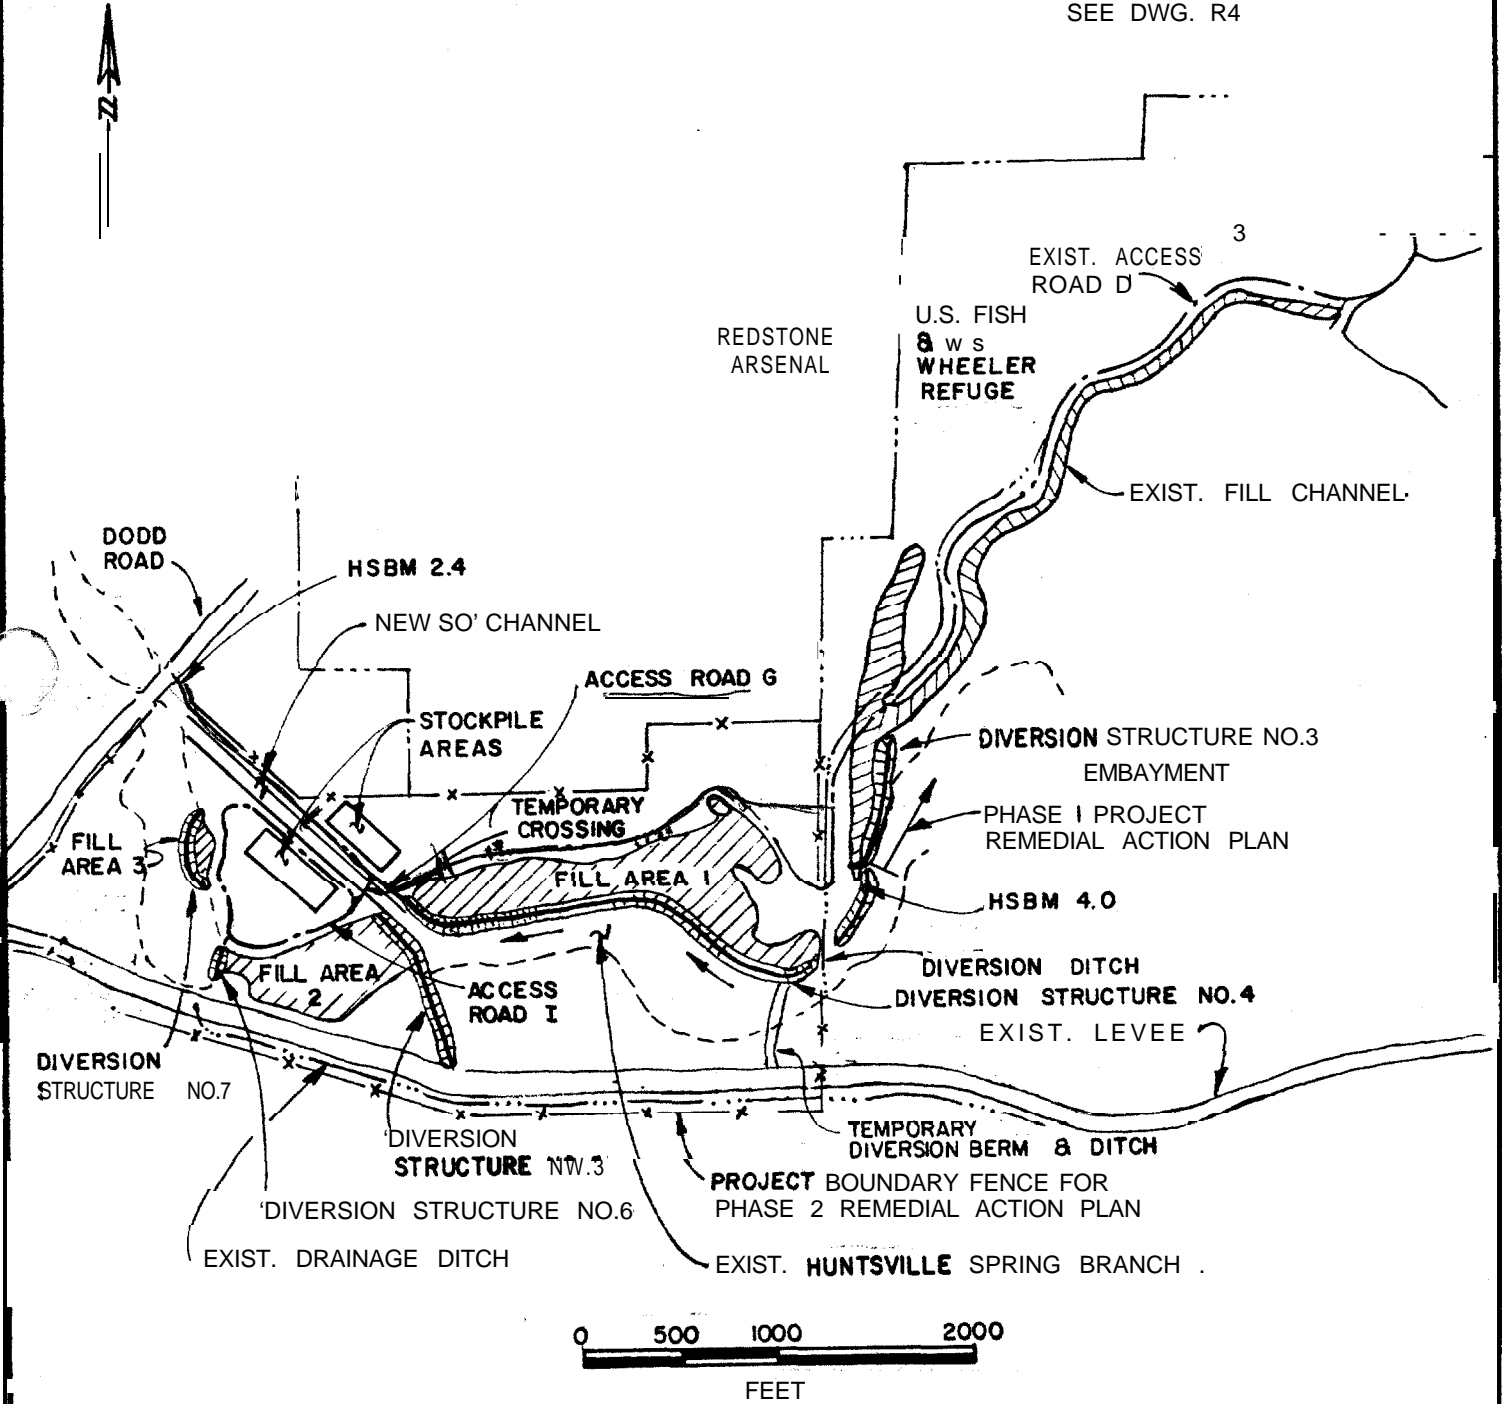 SEE DWG. R4
N
3
EXIST. ACCESS
ROAD D
U.S. FISH
& w s
WHEELER
REFUGE
REDSTONE
ARSENAL
EXIST. FILL CHANNEL
DODD
ROAD
HSBM 2.4
NEW SO' CHANNEL
ACCESS ROAD G
STOCKPILE
AREAS
DIVERSION STRUCTURE NO.3
EMBAYMENT
TEMPORARY
CROSSING
PHASE 1 PROJECT
REMEDIAL ACTION PLAN
FILL
AREA 3
FILL AREA 1
HSBM 4.0
FILL AREA
2
ACCESS
ROAD I
DIVERSION DITCH
DIVERSION STRUCTURE NO.4
EXIST. LEVEE
DIVERSION
STRUCTURE NO.7
TEMPORARY
DIVERSION BERM & DITCH
'DIVERSION
STRUCTURE NW.3
PROJECT BOUNDARY FENCE FOR
PHASE 2 REMEDIAL ACTION PLAN
'DIVERSION STRUCTURE NO.6
EXIST. DRAINAGE DITCH
EXIST. HUNTSVILLE SPRING BRANCH .
0 500 1000 2000
FEET